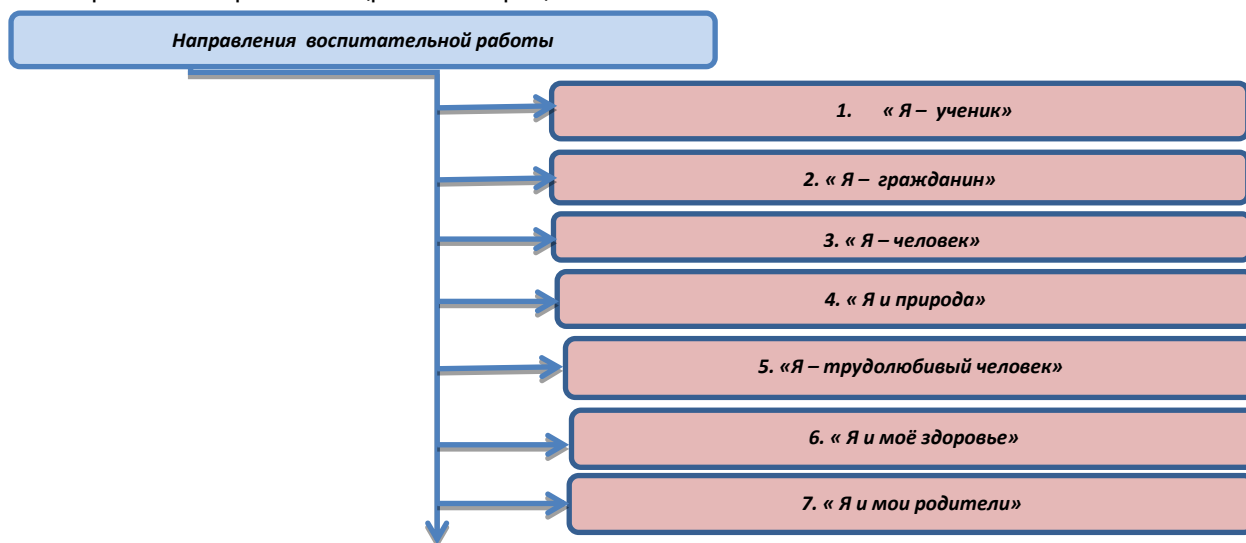 Направления воспитательной работы
1. « Я – ученик»
2. « Я – гражданин»
3. « Я – человек»
4. « Я и природа»
5. «Я – трудолюбивый человек»
6. « Я и моё здоровье»
7. « Я и мои родители»